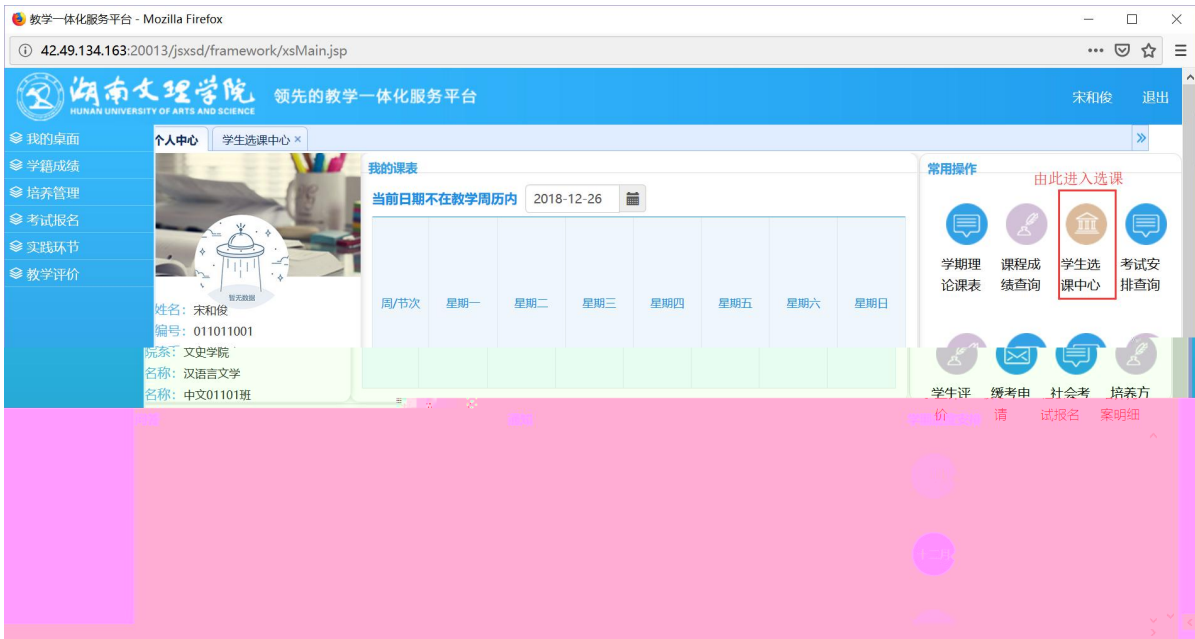 教学一体化服务平台 - Mozilla Firefox
42.49.134.163:20013/jsxsd/framework/xsMain.jsp
湖南文理学院
HUNAN UNIVERSITY OF ARTS AND SCIENCE
领先的教学一体化服务平台
宋和俊 退出
我的桌面
学籍成绩
培养管理
考试报名
实践环节
教学评价
个人中心 学生选课中心 ×
暂无数据
姓名：宋和俊
编号：011011001
院系：文史学院
名称：汉语言文学
名称：中文01101班
我的课表
当前日期不在教学周历内 2018-12-26
周/节次 星期一 星期二 星期三 星期四 星期五 星期六 星期日
常用操作
由此进入选课
学期理论课表
课程成绩查询
学生选课中心
考试安排查询
学生评价
缓考申请
社会考试报名
培养方案明细